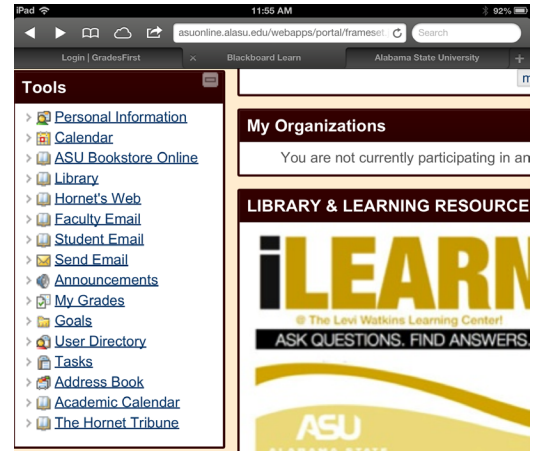 iPad
11:55 AM
92%
asuonline.alasu.edu/webapps/portal/frameset.
Search
Login | GradesFirst
Blackboard Learn
Alabama State University
Tools
Personal Information
Calendar
ASU Bookstore Online
Library
Hornet's Web
Faculty Email
Student Email
Send Email
Announcements
My Grades
Goals
User Directory
Tasks
Address Book
Academic Calendar
The Hornet Tribune
m
My Organizations
You are not currently participating in an
LIBRARY & LEARNING RESOURCE
iLEARN
@ The Levi Watkins Learning Center!
ASK QUESTIONS. FIND ANSWERS.
ASU
ALABAMA STATE